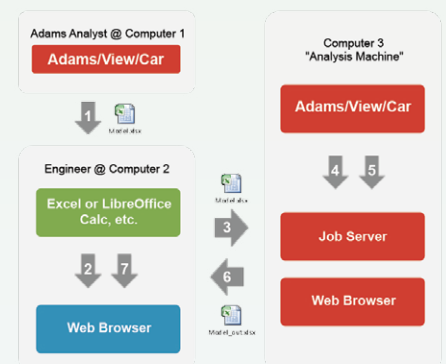 Adams Analyst @ Computer 1
Adams/View/Car
1
Model.xlsx
Engineer @ Computer 2
Excel or LibreOffice
Calc, etc.
2
7
Web Browser
Model.xlsx
3
6
Model_out.xlsx
Computer 3
"Analysis Machine"
Adams/View/Car
4
5
Job Server
Web Browser